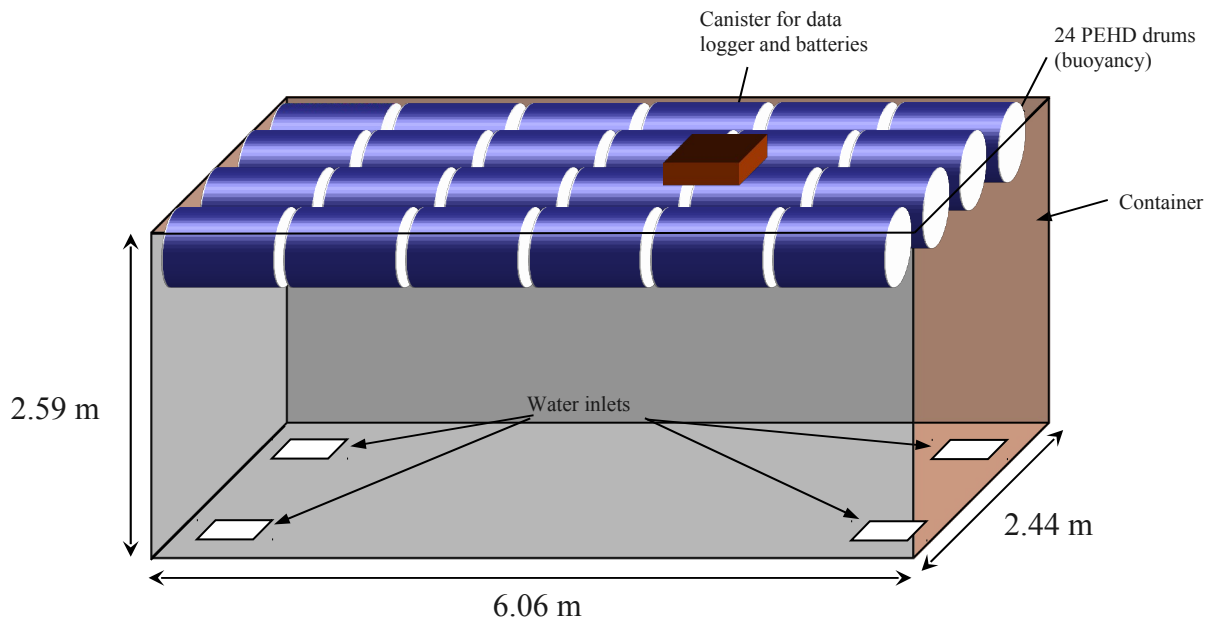 Canister for data
logger and batteries
24 PEHD drums
(buoyancy)
Container
2.59 m
Water inlets
2.44 m
6.06 m